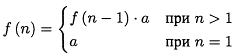 f (n) = { f (n − 1) · a при n > 1
a при n = 1